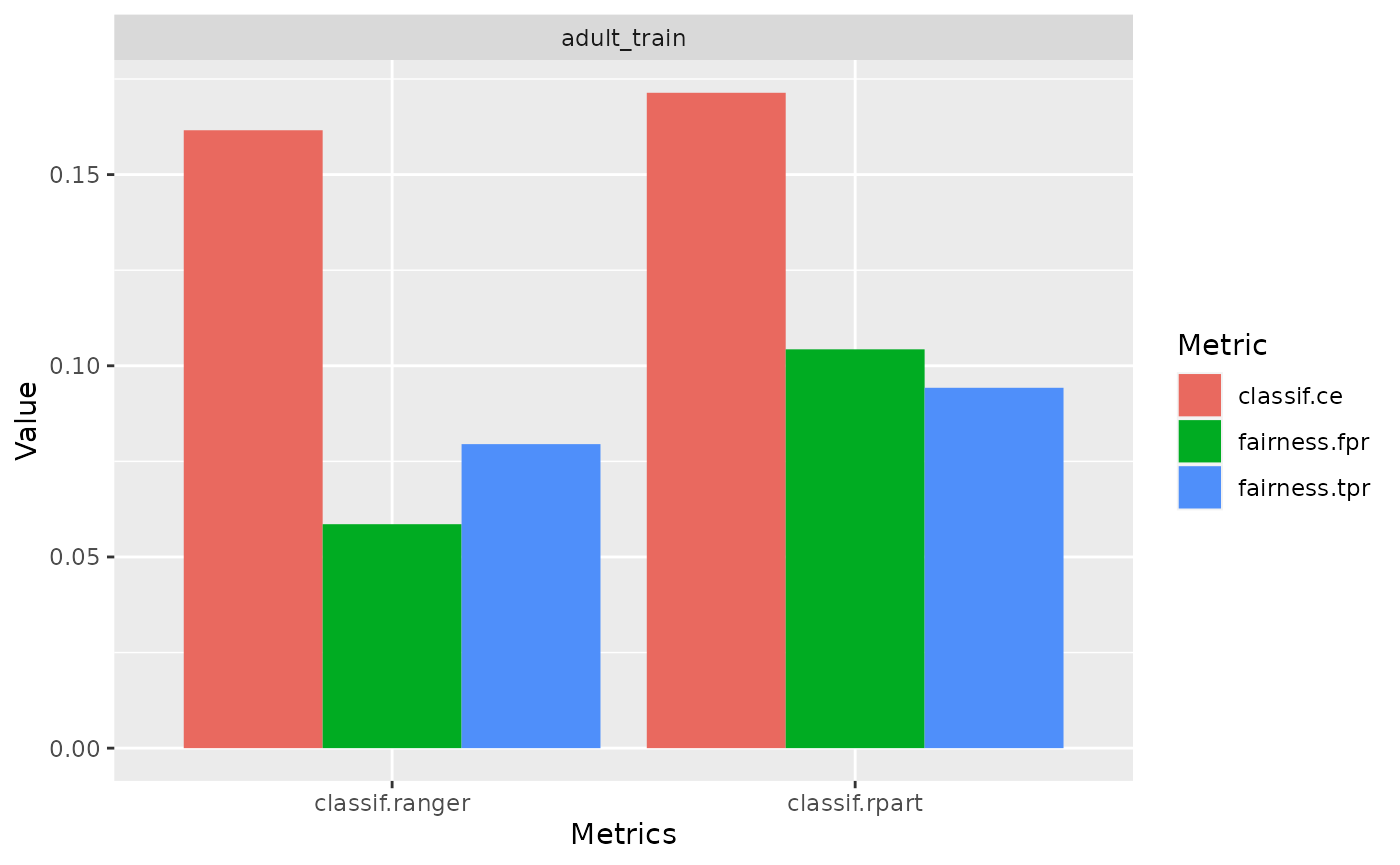 adult_train
Value
0.15
0.10
0.05
0.00
classif.ranger
classif.rpart
Metrics
Metric
classif.ce
fairness.fpr
fairness.tpr